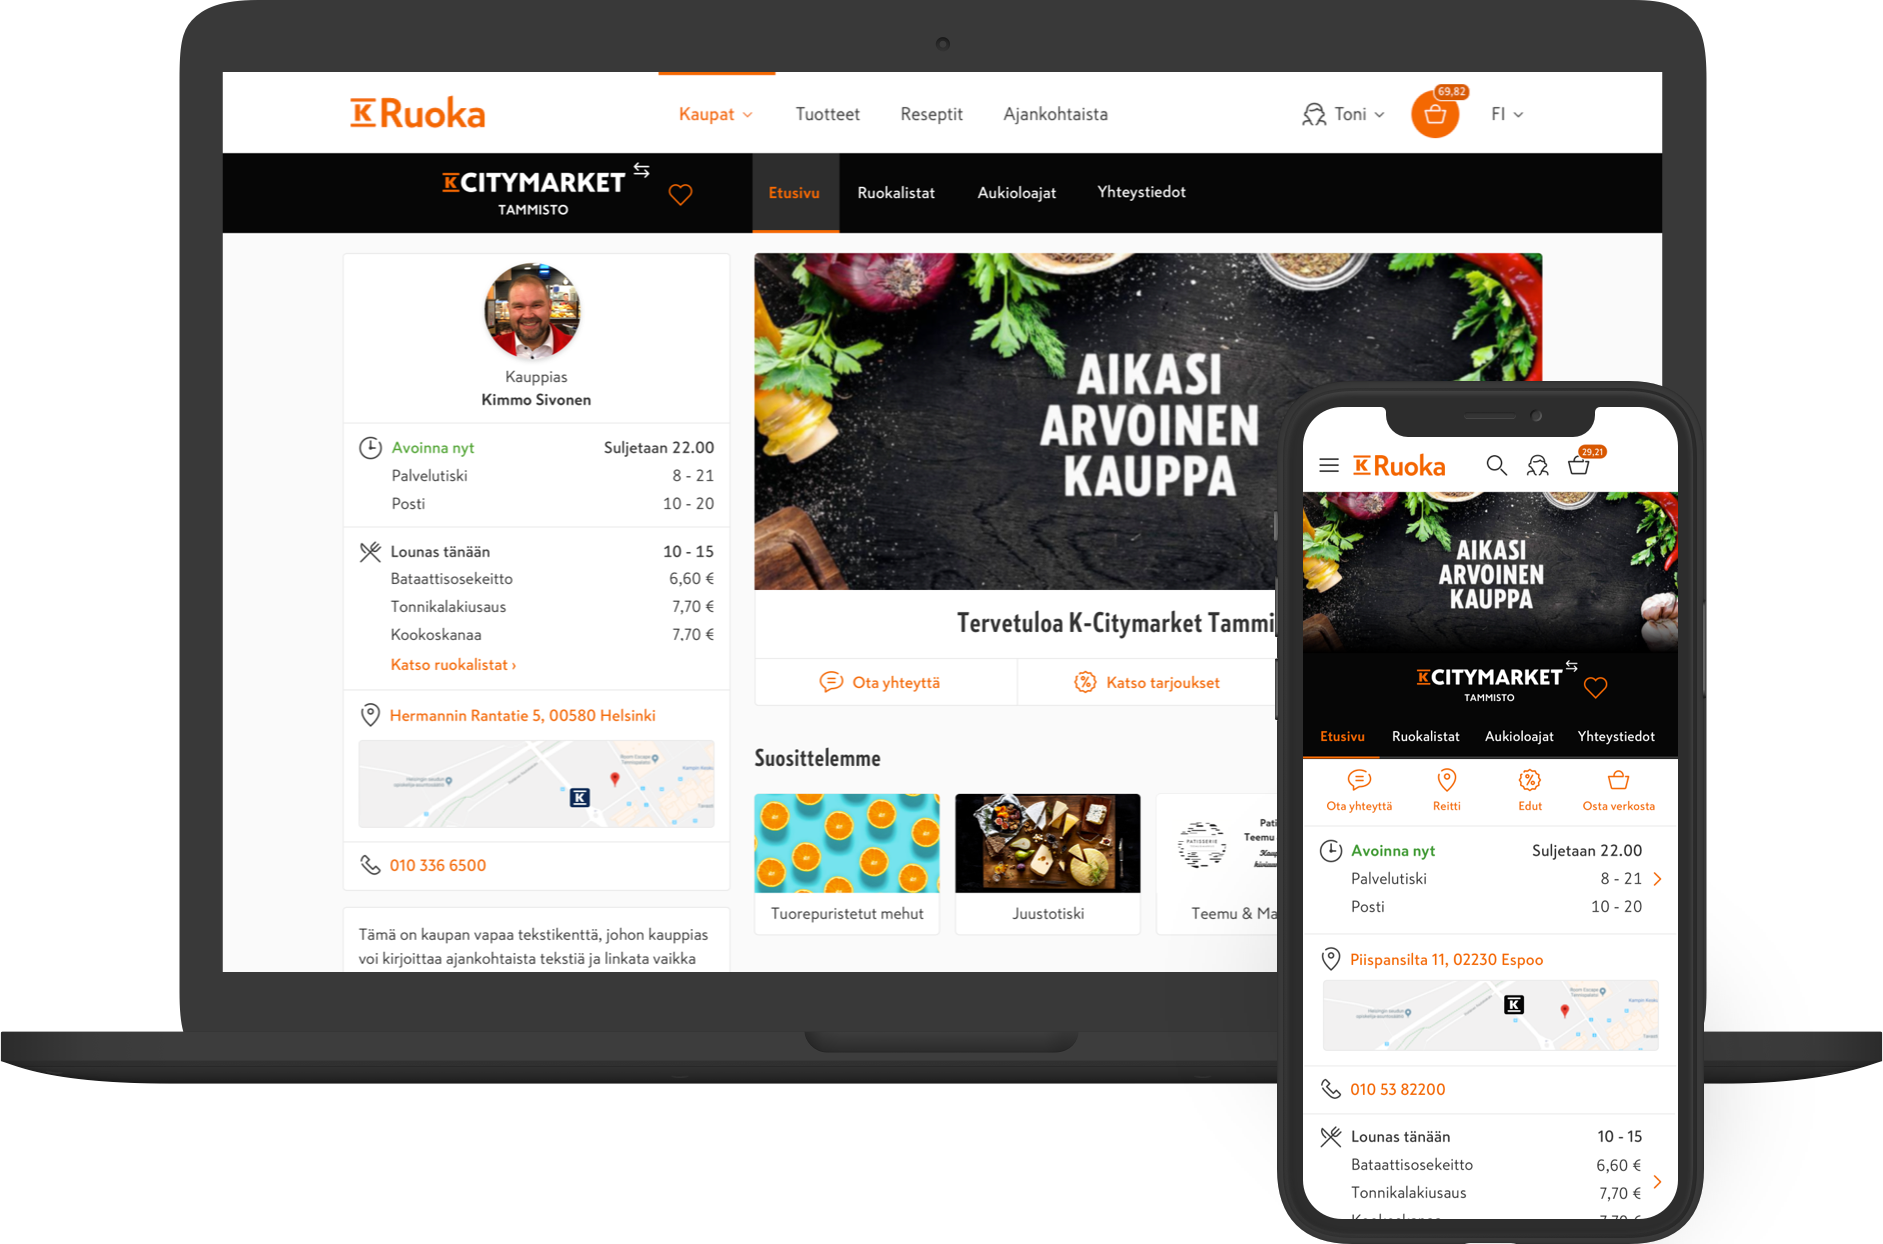 K Ruoka
Kaupat
Tuotteet
Reseptit
Ajankohtaista
Toni
69,82
FI
K CITYMARKET
TAMMISTO
Etusivu
Ruokalistat
Aukioloajat
Yhteystiedot
Kauppias
Kimmo Sivonen
Avoinna nyt Suljetaan 22.00
Palvelutiski 8 - 21
Posti 10 - 20
Lounas tänään 10 - 15
Bataattisosekeitto 6,60 €
Tonnikalakiusaus 7,70 €
Kookoskanaa 7,70 €
Katso ruokalistat ›
Hermannin Rantatie 5, 00580 Helsinki
K
010 336 6500
Tämä on kaupan vapaa tekstikenttä, johon kauppias
voi kirjoittaa ajankohtaista tekstiä ja linkata vaikka
AIKASI
ARVOINEN
KAUPPA
Tervetuloa K-Citymarket Tammi
Ota yhteyttä
Katso tarjoukset
Suosittelemme
Tuorepuristetut mehut
Juustotiski
PATISSERIE
Pati
Teemu
Teemu & Ma
K Ruoka
29,21
AIKASI
ARVOINEN
KAUPPA
K CITYMARKET
TAMMISTO
Etusivu
Ruokalistat
Aukioloajat
Yhteystiedot
Ota yhteyttä
Reitti
Edut
Osta verkosta
Avoinna nyt Suljetaan 22.00
Palvelutiski 8 - 21
Posti 10 - 20
Piispansilta 11, 02230 Espoo
K
010 53 82200
Lounas tänään 10 - 15
Bataattisosekeitto 6,60 €
Tonnikalakiusaus 7,70 €